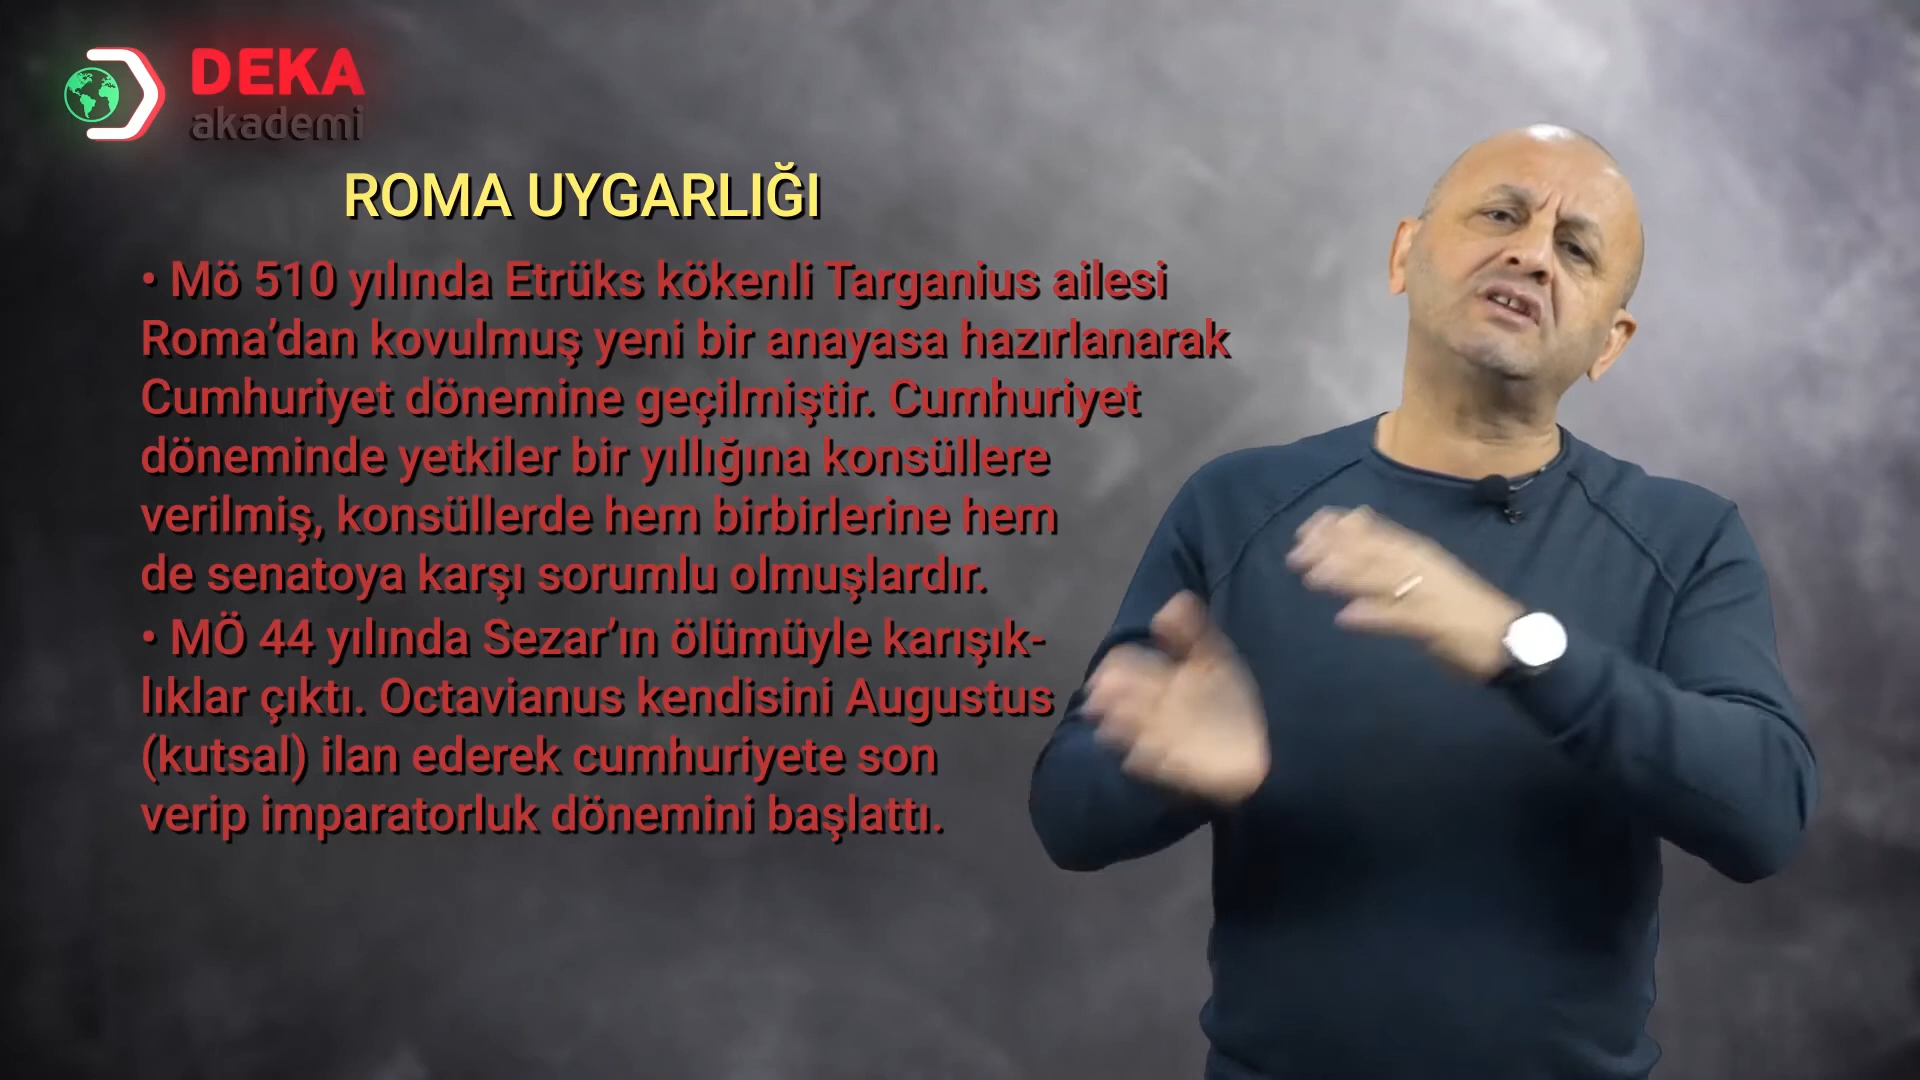 DEKA
akademi
ROMA UYGARLIĞI
• Mö 510 yılında Etrüks kökenli Targanius ailesi
Roma’dan kovulmuş yeni bir anayasa hazırlanarak
Cumhuriyet dönemine geçilmiştir. Cumhuriyet
döneminde yetkiler bir yıllığına konsüllere
verilmiş, konsüllerde hem birbirlerine hem
de senatoya karşı sorumlu olmuşlardır.
• MÖ 44 yılında Sezar’ın ölümüyle karışık-
lıklar çıktı. Octavianus kendisini Augustus
(kutsal) ilan ederek cumhuriyete son
verip imparatorluk dönemini başlattı.